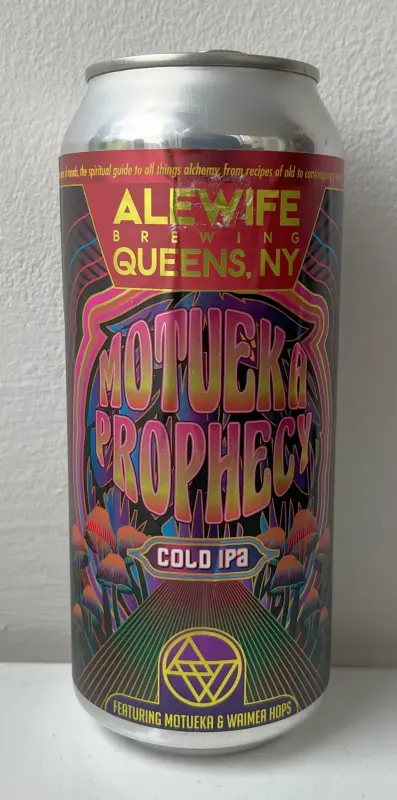 the spiritual guide to all things alchemy, from recipes of old to
ALEWIFE
BREWING
QUEENS, NY
MOTUEKA
PROPHECY
COLD IPa
FEATURING MOTUEKA & WAIMEA HOPS